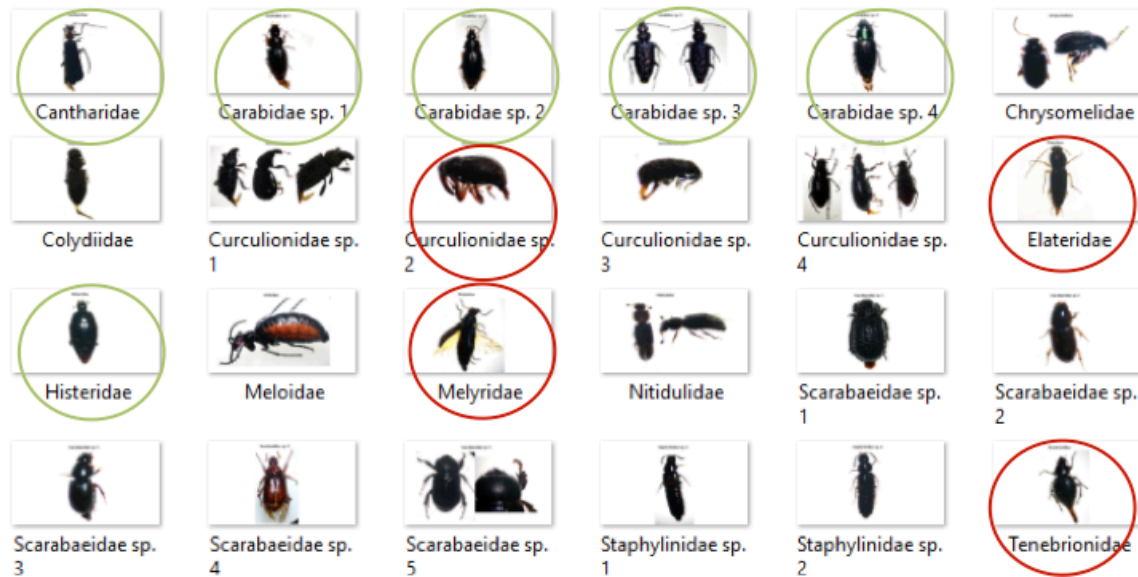 Cantharidae
Carabidae sp. 1
Carabidae sp. 2
Carabidae sp. 3
Carabidae sp. 4
Chrysomelidae
Colydiidae
Curculionidae sp.
1
Curculionidae sp.
2
Curculionidae sp.
3
Curculionidae sp.
4
Elateridae
Histeridae
Meloidae
Melyridae
Nitidulidae
Scarabaeidae sp.
1
Scarabaeidae sp.
2
Scarabaeidae sp.
3
Scarabaeidae sp.
4
Scarabaeidae sp.
5
Staphylinidae sp.
1
Staphylinidae sp.
2
Tenebrionidae